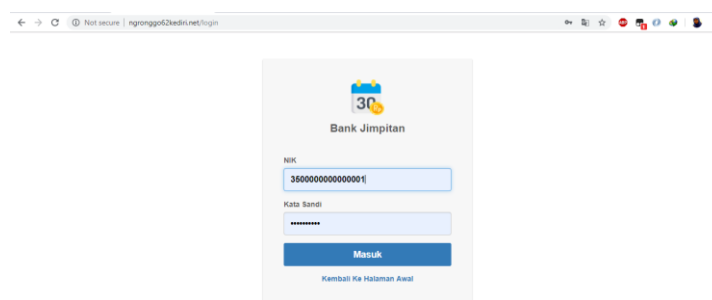 Not secure | ngronggo62kediri.net/login
30
Bank Jimpitan
NIK
3500000000000001
Kata Sandi
••••••••••
Masuk
Kembali Ke Halaman Awal